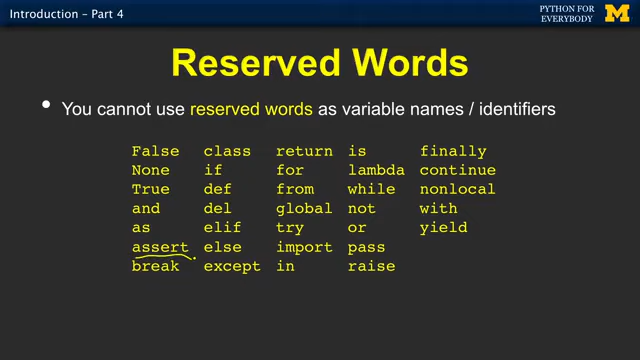 Introduction – Part 4
PYTHON FOR
EVERYBODY
M
Reserved Words
• You cannot use reserved words as variable names / identifiers
False class return is finally
None if for lambda continue
True def from while nonlocal
and del global not with
as elif try or yield
assert else import pass
break except in raise